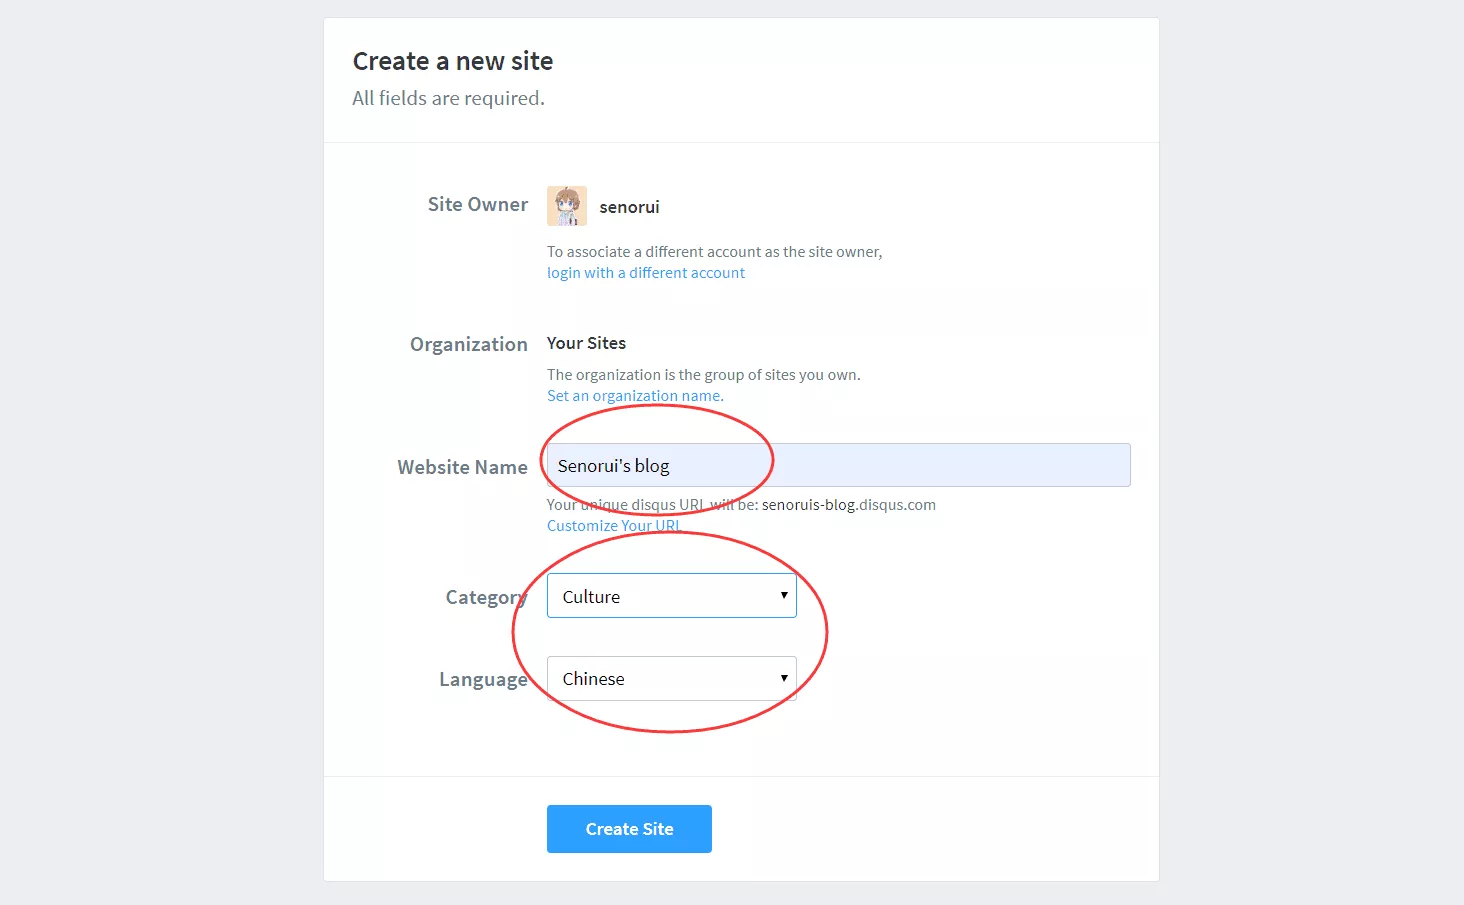 Create a new site
All fields are required.
Site Owner
senorui
To associate a different account as the site owner,
login with a different account
Organization
Your Sites
The organization is the group of sites you own.
Set an organization name.
Website Name
Senorui's blog
Your unique disqus URL will be: senoruis-blog.disqus.com
Customize Your URL
Category
Culture
Language
Chinese
Create Site